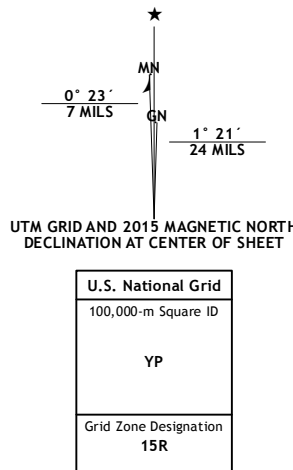 MN
0° 23´
7 MILS
GN
1° 21´
24 MILS
UTM GRID AND 2015 MAGNETIC NORTH
DECLINATION AT CENTER OF SHEET
U.S. National Grid
100,000-m Square ID
YP
Grid Zone Designation
15R